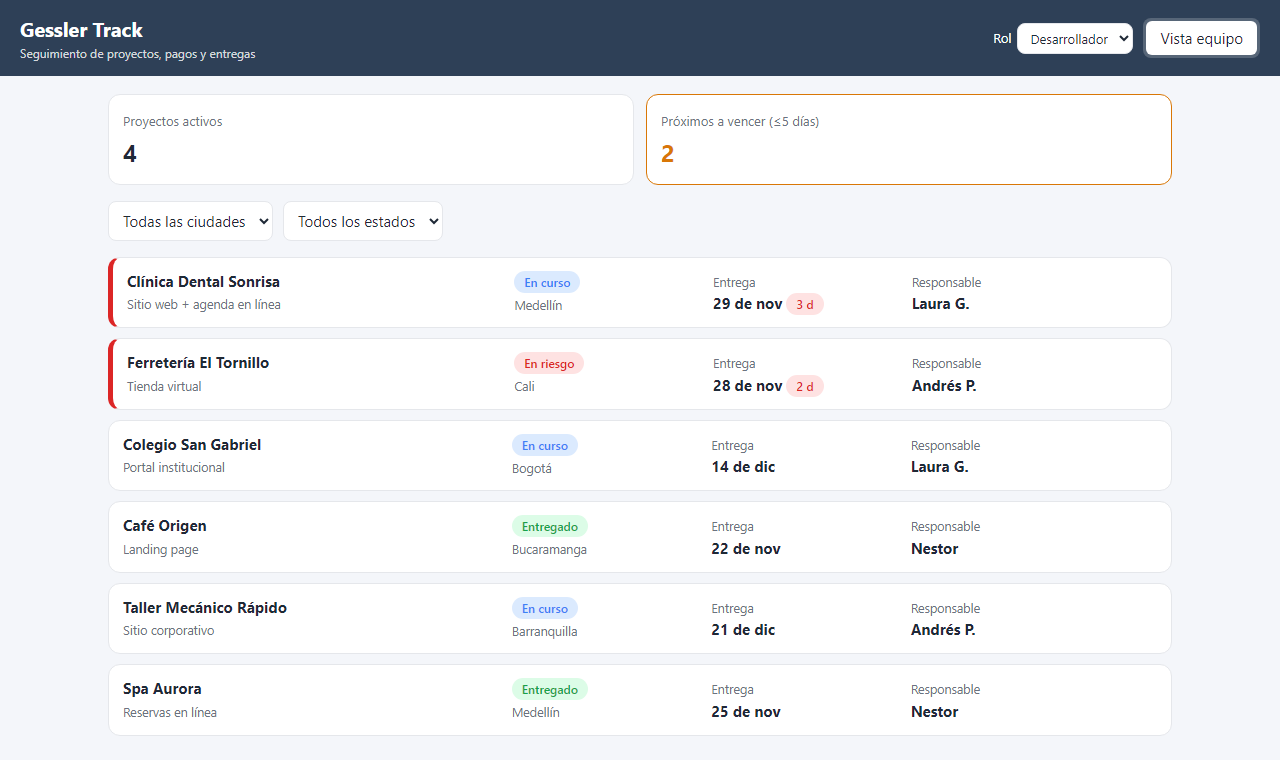 Gessler Track
Seguimiento de proyectos, pagos y entregas
Rol
Desarrollador
Vista equipo
Proyectos activos
4
Próximos a vencer (≤5 días)
2
Todas las ciudades
Todos los estados
Clínica Dental Sonrisa
Sitio web + agenda en línea
En curso
Medellín
Entrega
29 de nov 3 d
Responsable
Laura G.
Ferretería El Tornillo
Tienda virtual
En riesgo
Cali
Entrega
28 de nov 2 d
Responsable
Andrés P.
Colegio San Gabriel
Portal institucional
En curso
Bogotá
Entrega
14 de dic
Responsable
Laura G.
Café Origen
Landing page
Entregado
Bucaramanga
Entrega
22 de nov
Responsable
Nestor
Taller Mecánico Rápido
Sitio corporativo
En curso
Barranquilla
Entrega
21 de dic
Responsable
Andrés P.
Spa Aurora
Reservas en línea
Entregado
Medellín
Entrega
25 de nov
Responsable
Nestor